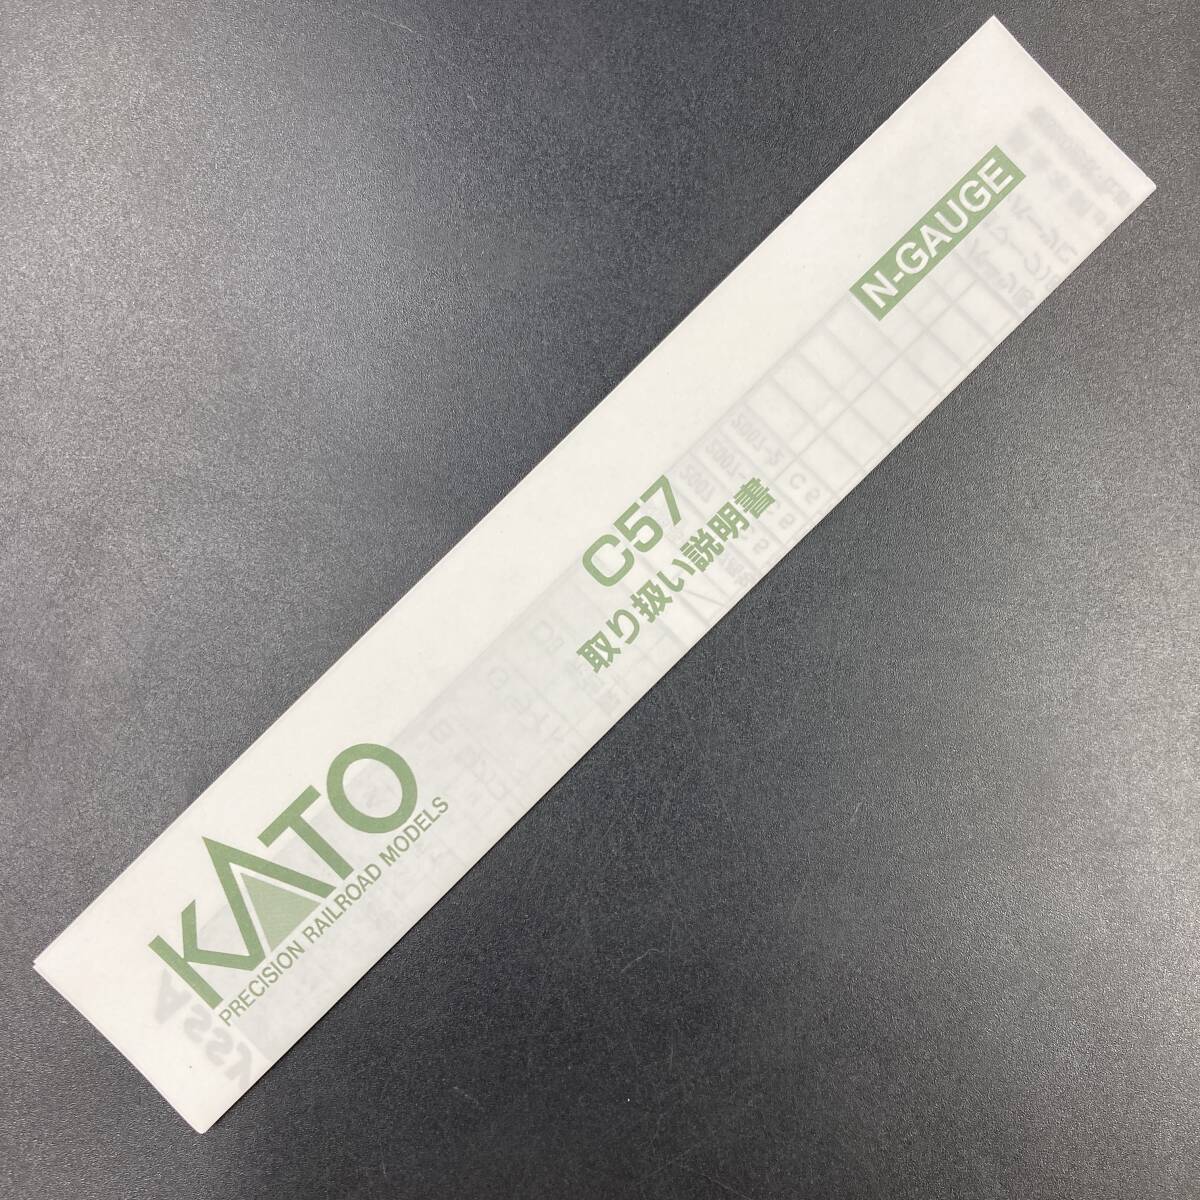 KATO
PRECISION RAILROAD MODELS
C57
取り扱い説明書
N-GAUGE